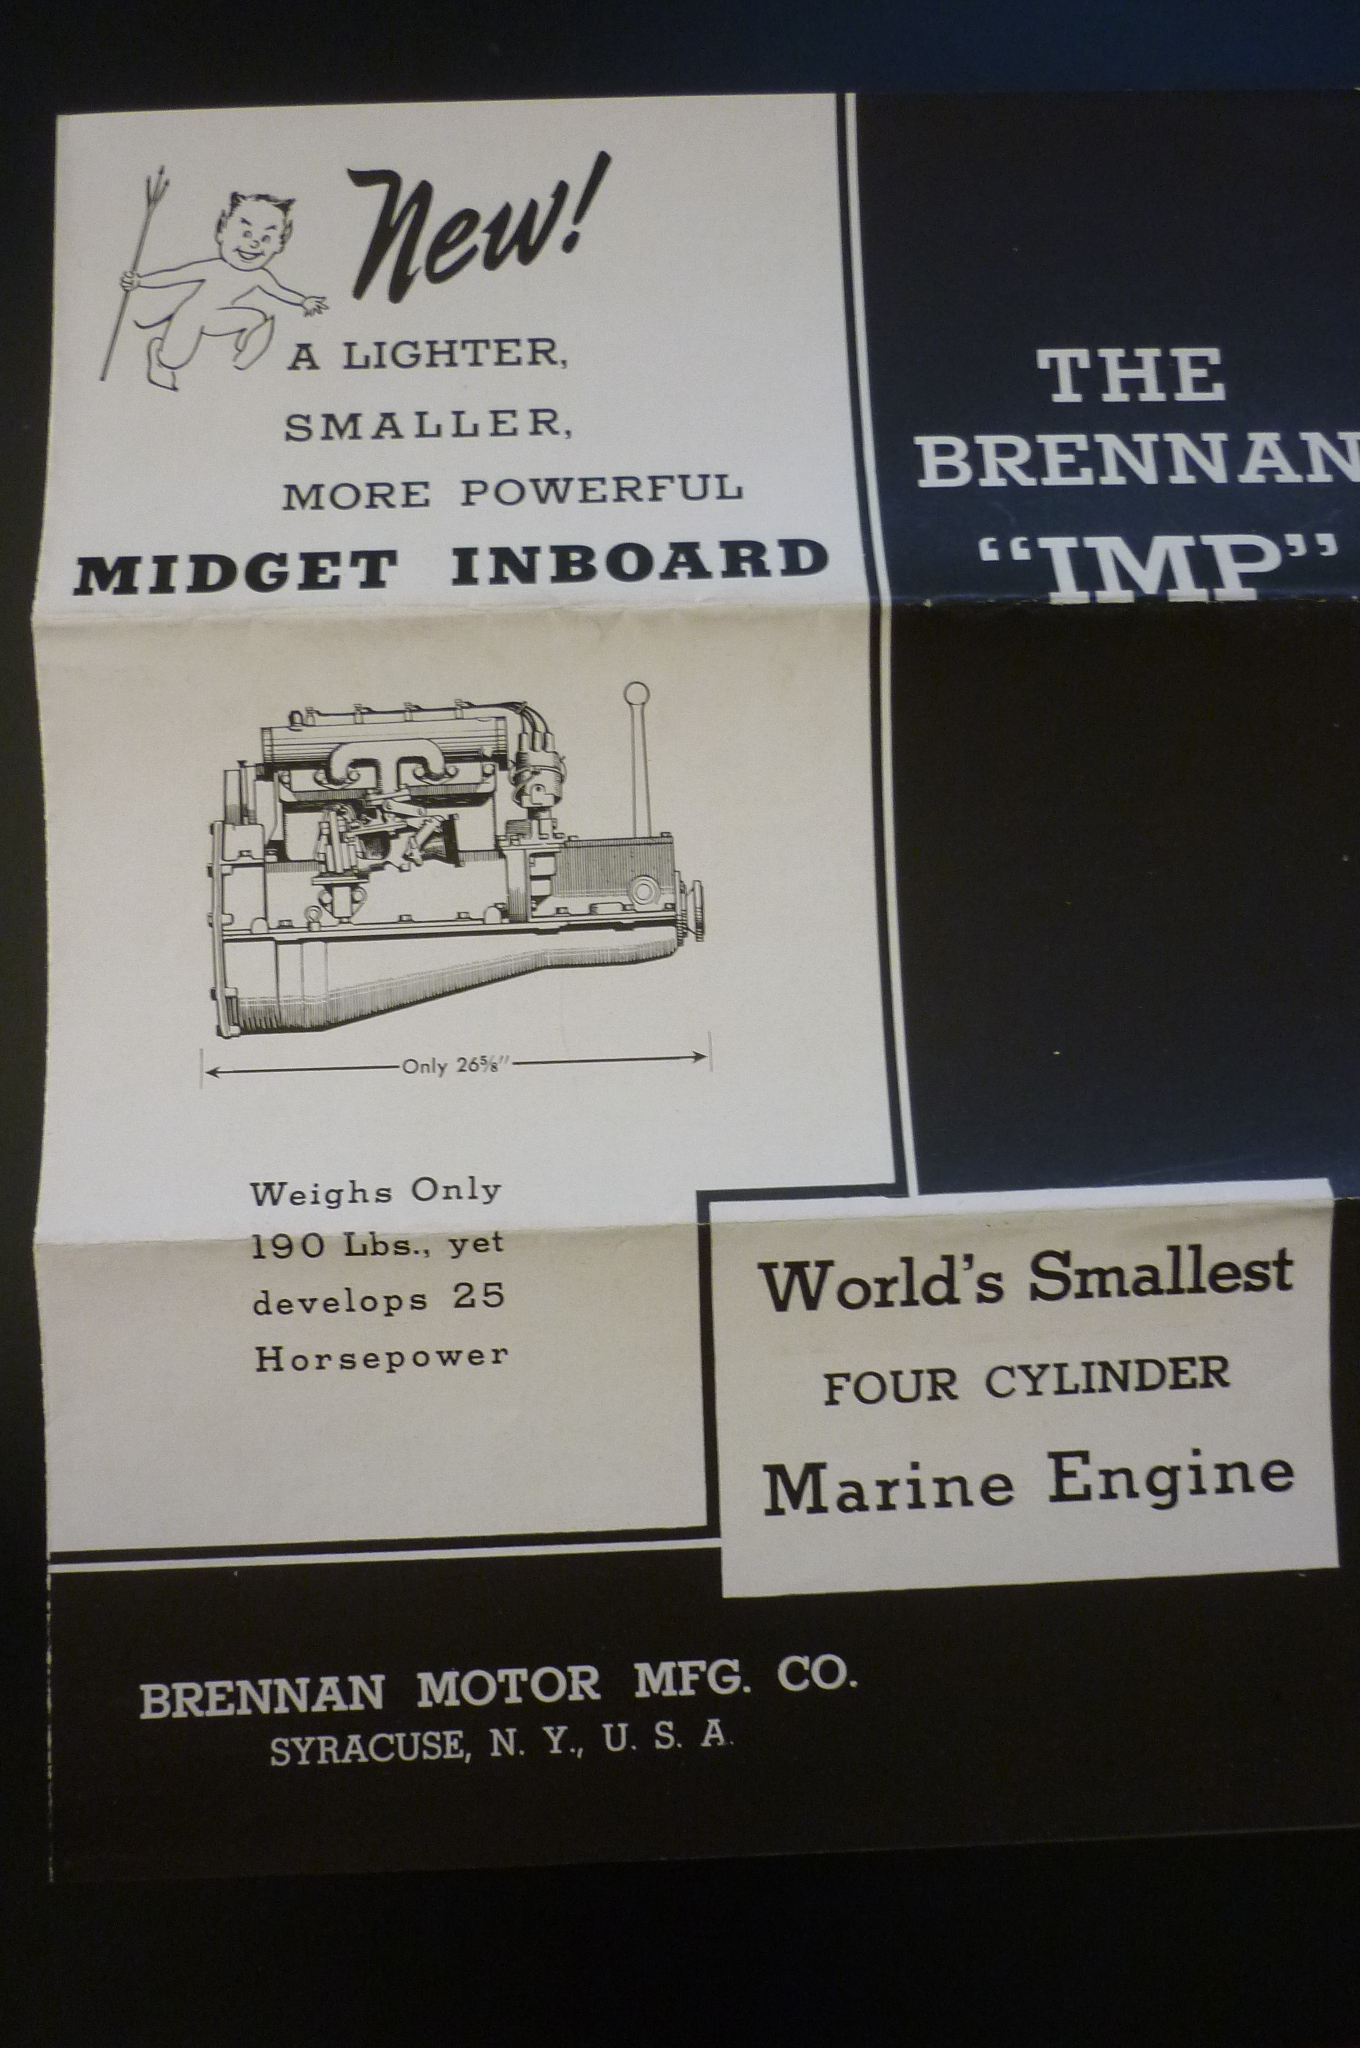 New!
A LIGHTER,
SMALLER,
MORE POWERFUL
MIDGET INBOARD
Only 26⅝"
Weighs Only
190 Lbs., yet
develops 25
Horsepower
THE
BRENNAN
“IMP”
World's Smallest
FOUR CYLINDER
Marine Engine
BRENNAN MOTOR MFG. CO.
SYRACUSE, N. Y., U. S. A.